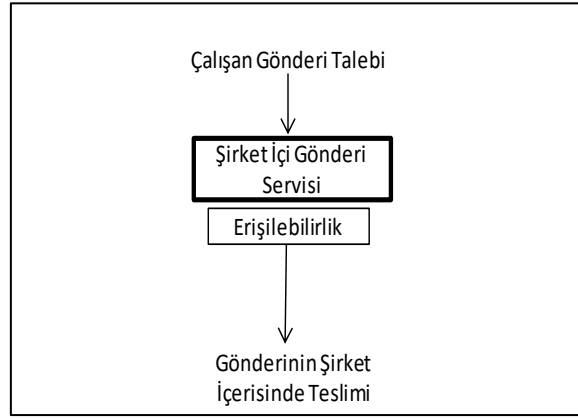 Çalışan Gönderi Talebi
Şirket İçi Gönderi
Servisi
Erişilebilirlik
Gönderinin Şirket
İçerisinde Teslimi